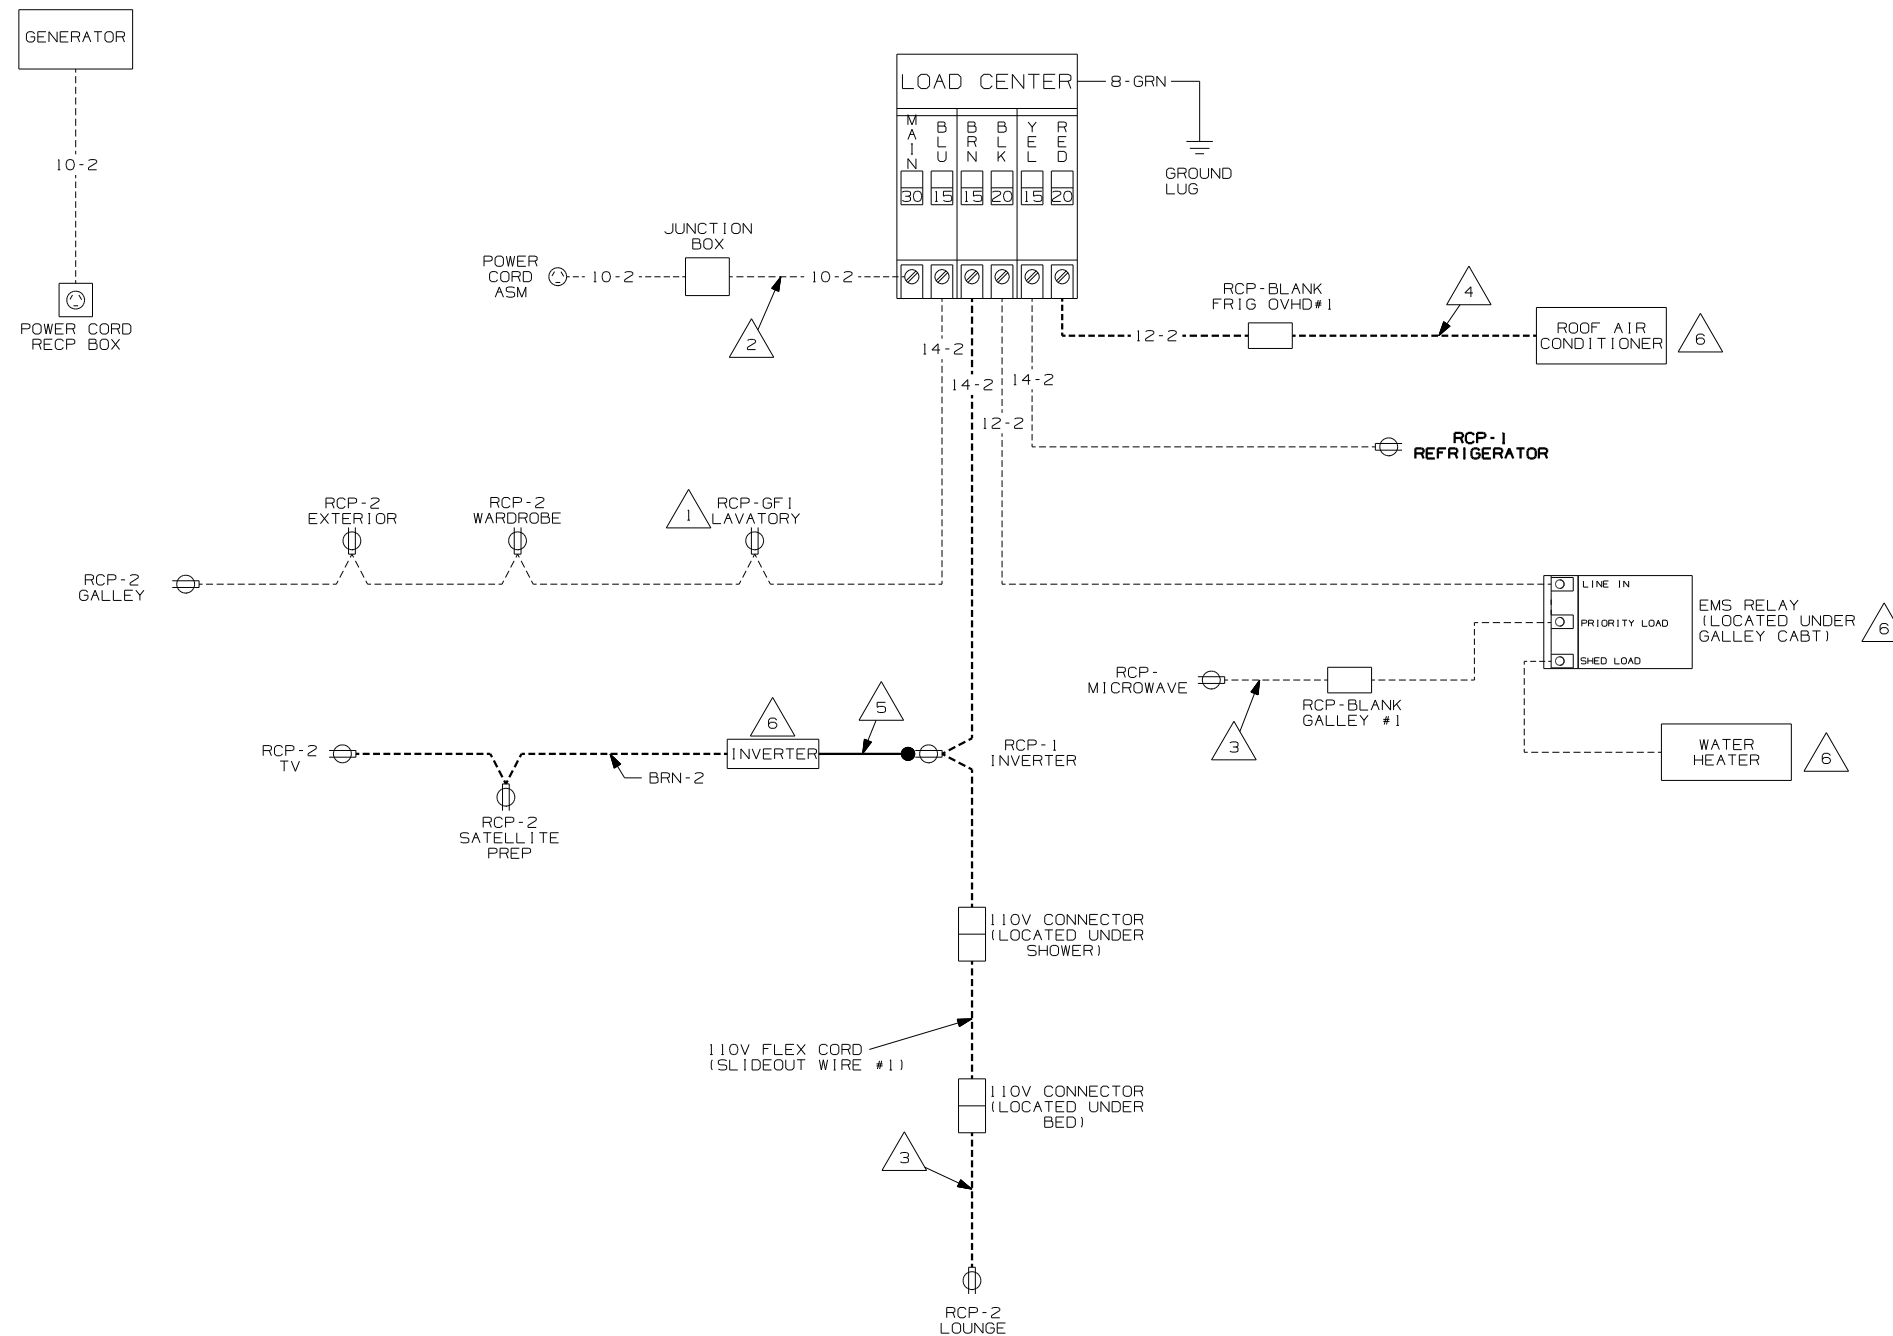 GENERATOR
10-2
POWER CORD
RECP BOX
LOAD CENTER
8-GRN
GROUND
LUG
MAIN
BLU
BRN
BLK
YEL
RED
30
15
15
20
15
20
JUNCTION
BOX
POWER
CORD
ASM
10-2
10-2
2
14-2
14-2
12-2
14-2
12-2
RCP-BLANK
FRIG OVHD#1
4
ROOF AIR
CONDITIONER
6
RCP-1
REFRIGERATOR
RCP-2
EXTERIOR
RCP-2
WARDROBE
1
RCP-GFI
LAVATORY
RCP-2
GALLEY
LINE IN
PRIORITY LOAD
SHED LOAD
EMS RELAY
(LOCATED UNDER
GALLEY CABT)
6
RCP-
MICROWAVE
RCP-BLANK
GALLEY #1
3
WATER
HEATER
6
RCP-2
TV
6
INVERTER
5
RCP-1
INVERTER
BRN-2
RCP-2
SATELLITE
PREP
110V CONNECTOR
(LOCATED UNDER
SHOWER)
110V FLEX CORD
(SLIDEOUT WIRE #1)
110V CONNECTOR
(LOCATED UNDER
BED)
3
RCP-2
LOUNGE